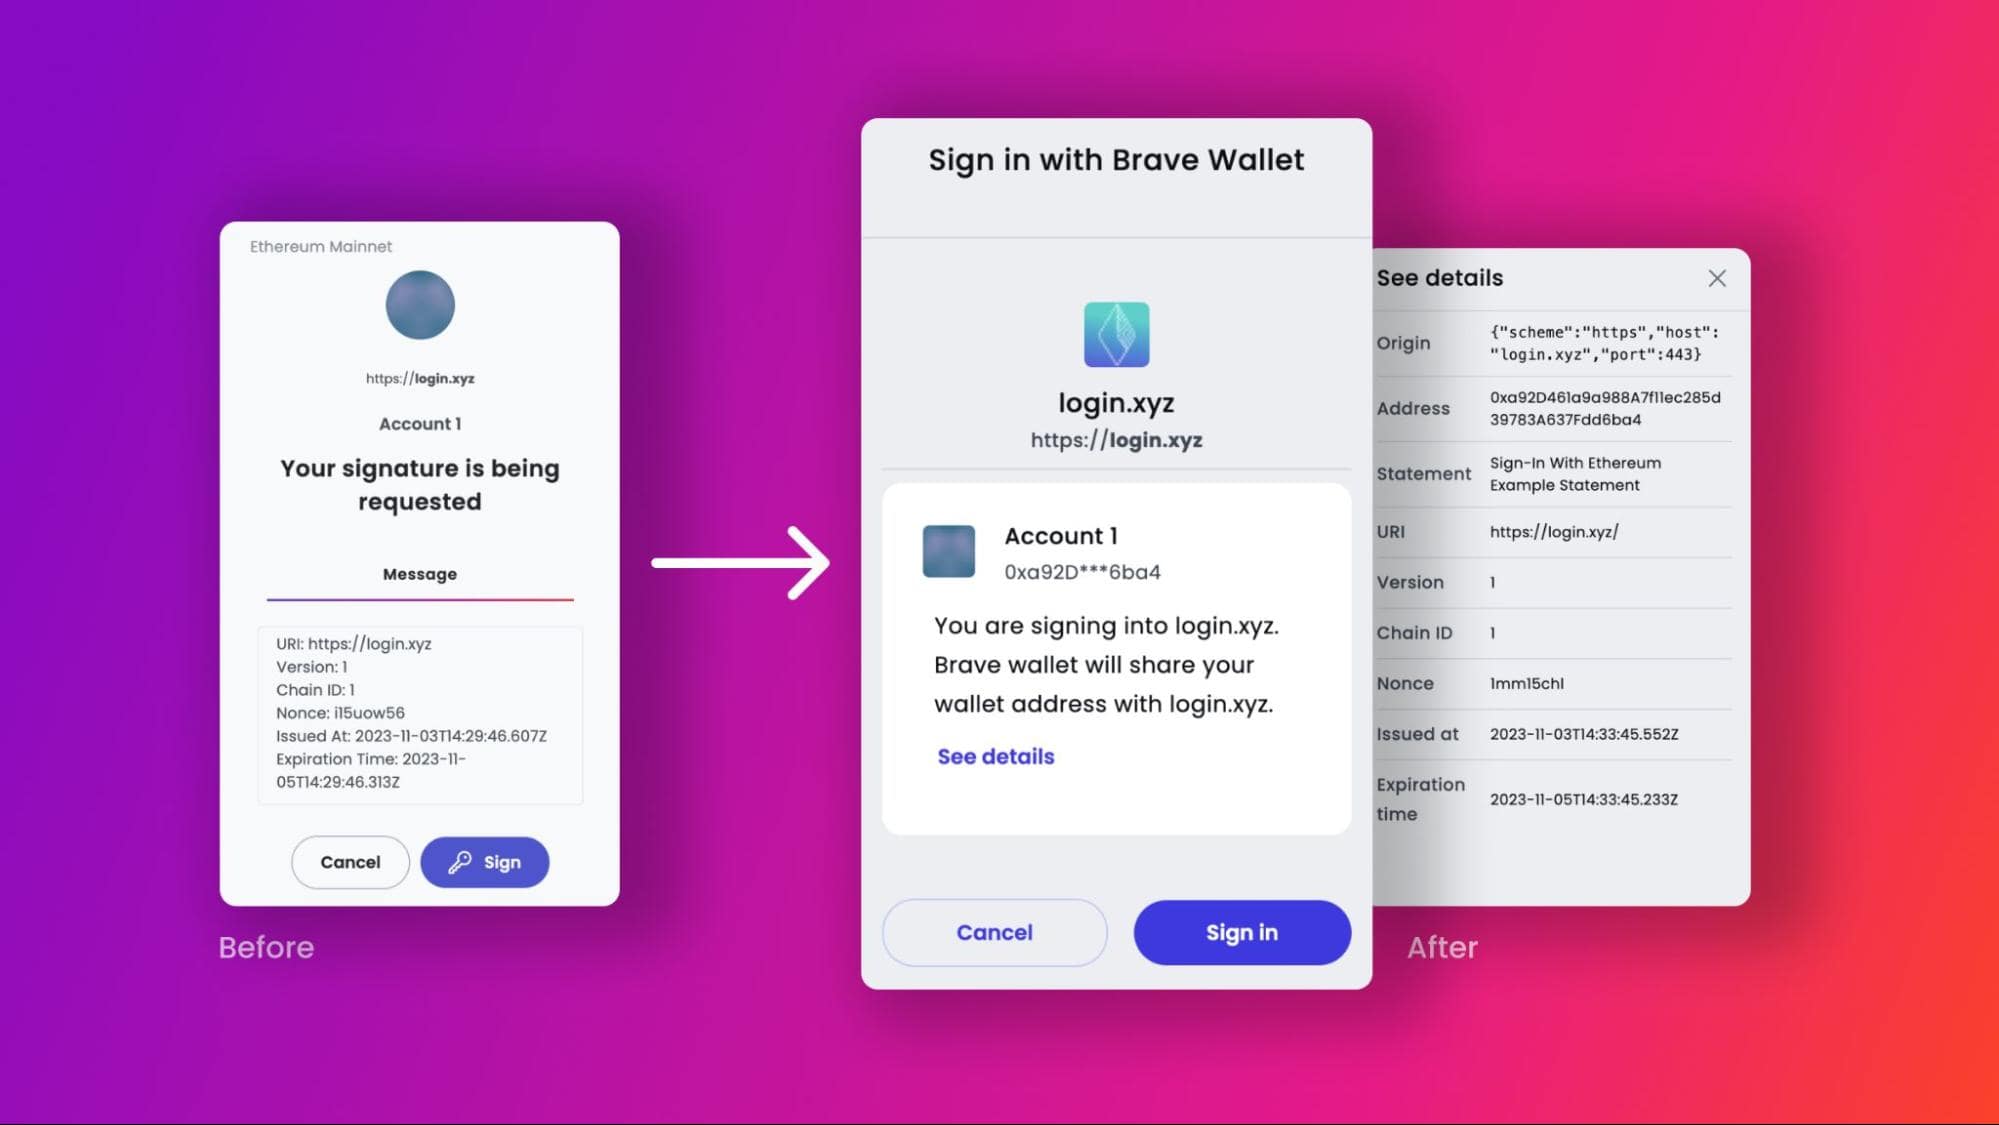 Ethereum Mainnet
https://login.xyz
Account 1
Your signature is being
requested
Message
URI: https://login.xyz
Version: 1
Chain ID: 1
Nonce: i15uow56
Issued At: 2023-11-03T14:29:46.607Z
Expiration Time: 2023-11-
05T14:29:46.313Z
Cancel
Sign
Before
Sign in with Brave Wallet
login.xyz
https://login.xyz
Account 1
0xa92D***6ba4
You are signing into login.xyz.
Brave wallet will share your
wallet address with login.xyz.
See details
Cancel
Sign in
See details
Origin
{"scheme":"https","host":
"login.xyz","port":443}
Address
0xa92D461a9a988A7f11ec285d
39783A637Fdd6ba4
Statement
Sign-In With Ethereum
Example Statement
URI
https://login.xyz/
Version
1
Chain ID
1
Nonce
1mm15chl
Issued at
2023-11-03T14:33:45.552Z
Expiration
time
2023-11-05T14:33:45.233Z
After